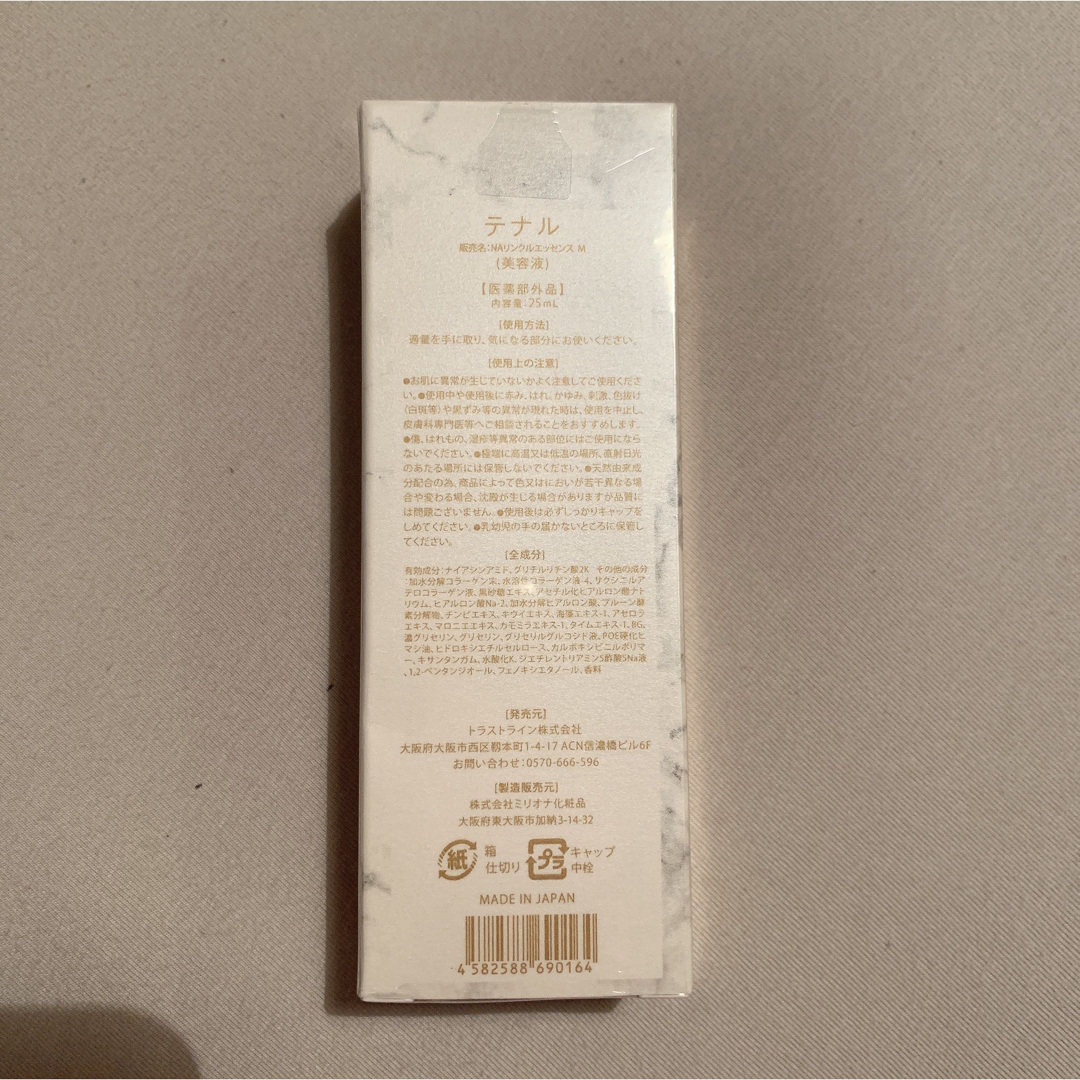 テナル
販売名:NAリンクルエッセンス M
(美容液)
【医薬部外品】
内容量:25mL
[使用方法]
適量を手に取り、気になる部分にお使いください。
[使用上の注意]
●お肌に異常が生じていないかよく注意してご使用くださ
い。●使用中や使用後に赤み、はれ、かゆみ、刺激、色抜け
(白斑等)や黒ずみ等の異常が現れた時は、使用を中止し、
皮膚科専門医等へご相談されることをおすすめします。
●傷、はれもの、湿疹等異常のある部位にはご使用になら
ないでください。●極端に高温又は低温の場所、直射日光
のあたる場所には保管しないでください。●天然由来成
分配合の為、商品によって色又はにおいが若干異なる場
合や変わる場合、沈殿が生じる場合がありますが品質に
は問題ございません。●使用後は必ずしっかりキャップを
しめてください。●乳幼児の手の届かないところに保管し
てください。
[全成分]
有効成分:ナイアシンアミド、グリチルリチン酸2K その他の成分
:加水分解コラーゲン末、水溶性コラーゲン液-4、サクシニルア
テロコラーゲン液、黒砂糖エキス、アセチル化ヒアルロン酸ナト
リウム、ヒアルロン酸Na-2、加水分解ヒアルロン酸、プルーン酵
素分解物、チンピエキス、キウイエキス、海藻エキス-1、アセロラ
エキス、マロニエエキス、カモミラエキス-1、タイムエキス-1、BG、
濃グリセリン、グリセリン、グリセリルグルコシド液、POE硬化ヒ
マシ油、ヒドロキシエチルセルロース、カルボキシビニルポリマ
ー、キサンタンガム、水酸化K、ジエチレントリアミン5酢酸5Na液
、1,2-ペンタンジオール、フェノキシエタノール、香料
[発売元]
トラストライン株式会社
大阪府大阪市西区靱本町1-4-17 ACN信濃橋ビル6F
お問い合わせ:0570-666-596
[製造販売元]
株式会社ミリオナ化粧品
大阪府東大阪市加納3-14-32
紙 箱 プラ キャップ
仕切り 中栓
MADE IN JAPAN
4 582588 690164